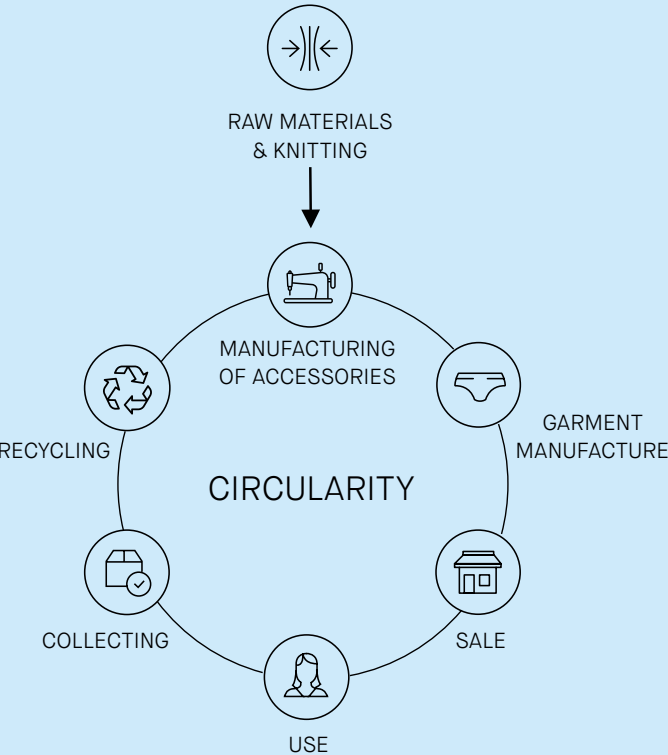 RAW MATERIALS
& KNITTING
MANUFACTURING
OF ACCESSORIES
GARMENT
MANUFACTURE
RECYCLING
CIRCULARITY
COLLECTING
SALE
USE